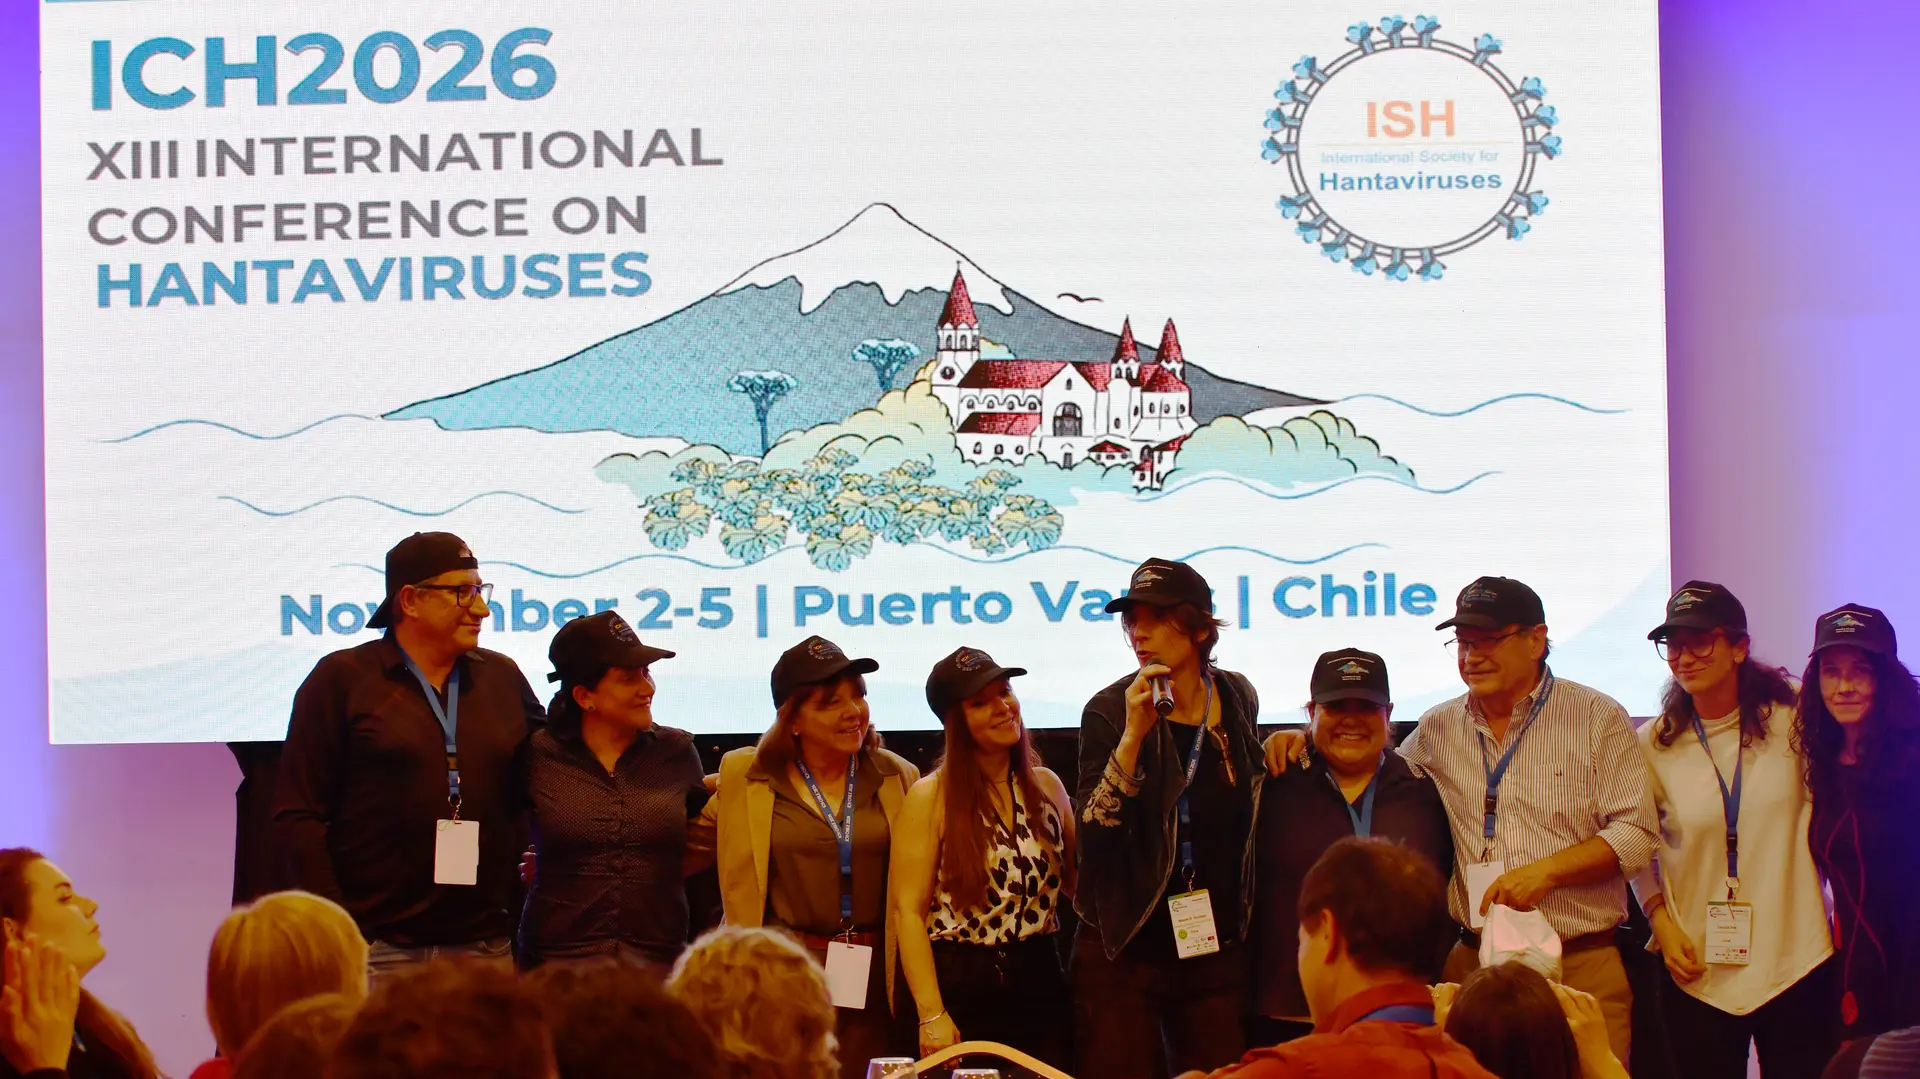 ICH2026
XIII INTERNATIONAL
CONFERENCE ON
HANTAVIRUSES
ISH
International Society for
Hantaviruses
2-5 | Puerto | Chile